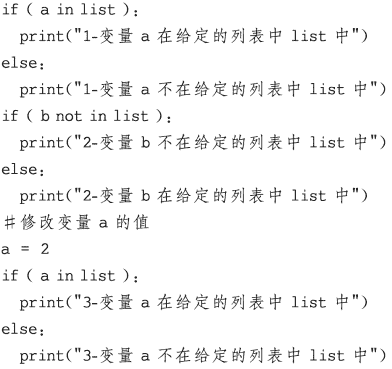 if ( a in list ):
  print("1-变量 a 在给定的列表中 list 中")
else:
  print("1-变量 a 不在给定的列表中 list 中")
if ( b not in list ):
  print("2-变量 b 不在给定的列表中 list 中")
else:
  print("2-变量 b 在给定的列表中 list 中")
#修改变量 a 的值
a = 2
if ( a in list ):
  print("3-变量 a 在给定的列表中 list 中")
else:
  print("3-变量 a 不在给定的列表中 list 中")